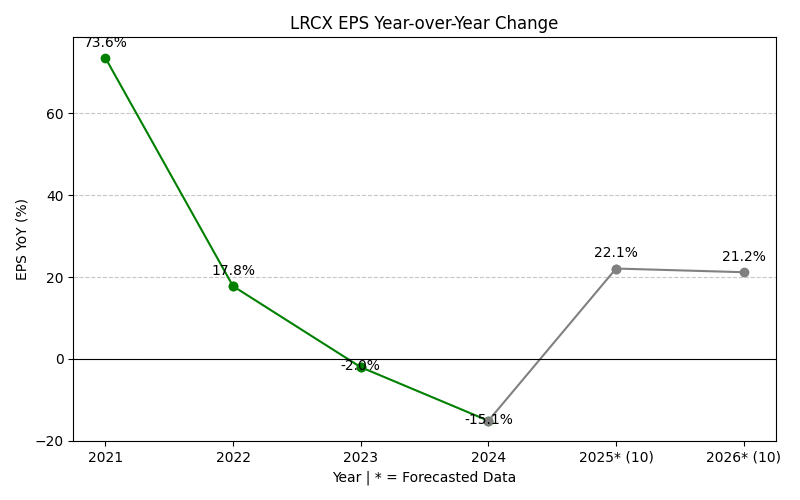 LRCX EPS Year-over-Year Change
73.6%
17.8%
-2.0%
-15.1%
22.1%
21.2%
EPS YoY (%)
60
40
20
0
−20
2021 2022 2023 2024 2025* (10) 2026* (10)
Year | * = Forecasted Data